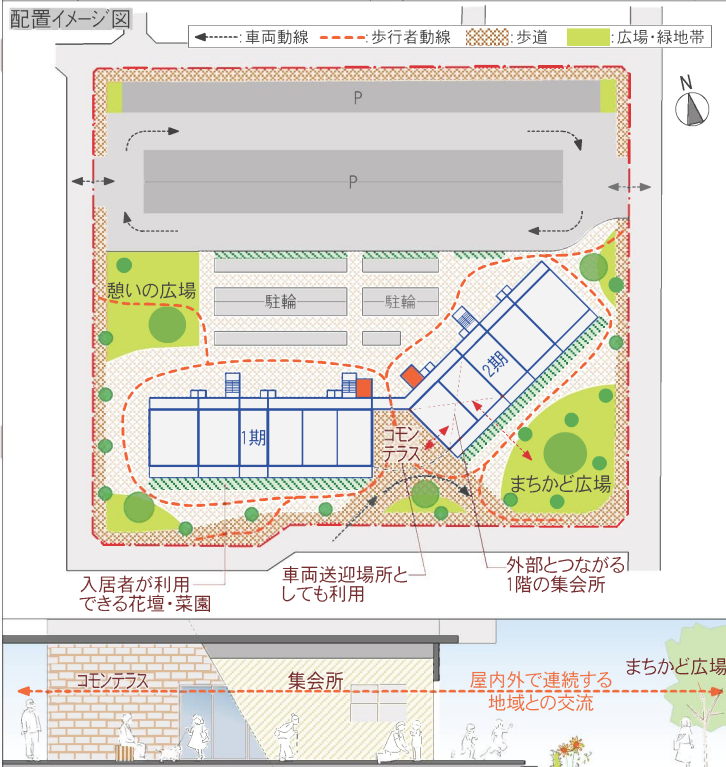 配置イメージ図
:車両動線
:歩行者動線
:歩道
:広場・緑地帯
N
P
P
憩いの広場
駐輪
駐輪
2期
1期
コモン
テラス
まちかど広場
入居者が利用
できる花壇・菜園
車両送迎場所と
しても利用
外部とつながる
1階の集会所
コモンテラス
集会所
屋内外で連続する
地域との交流
まちかど広場